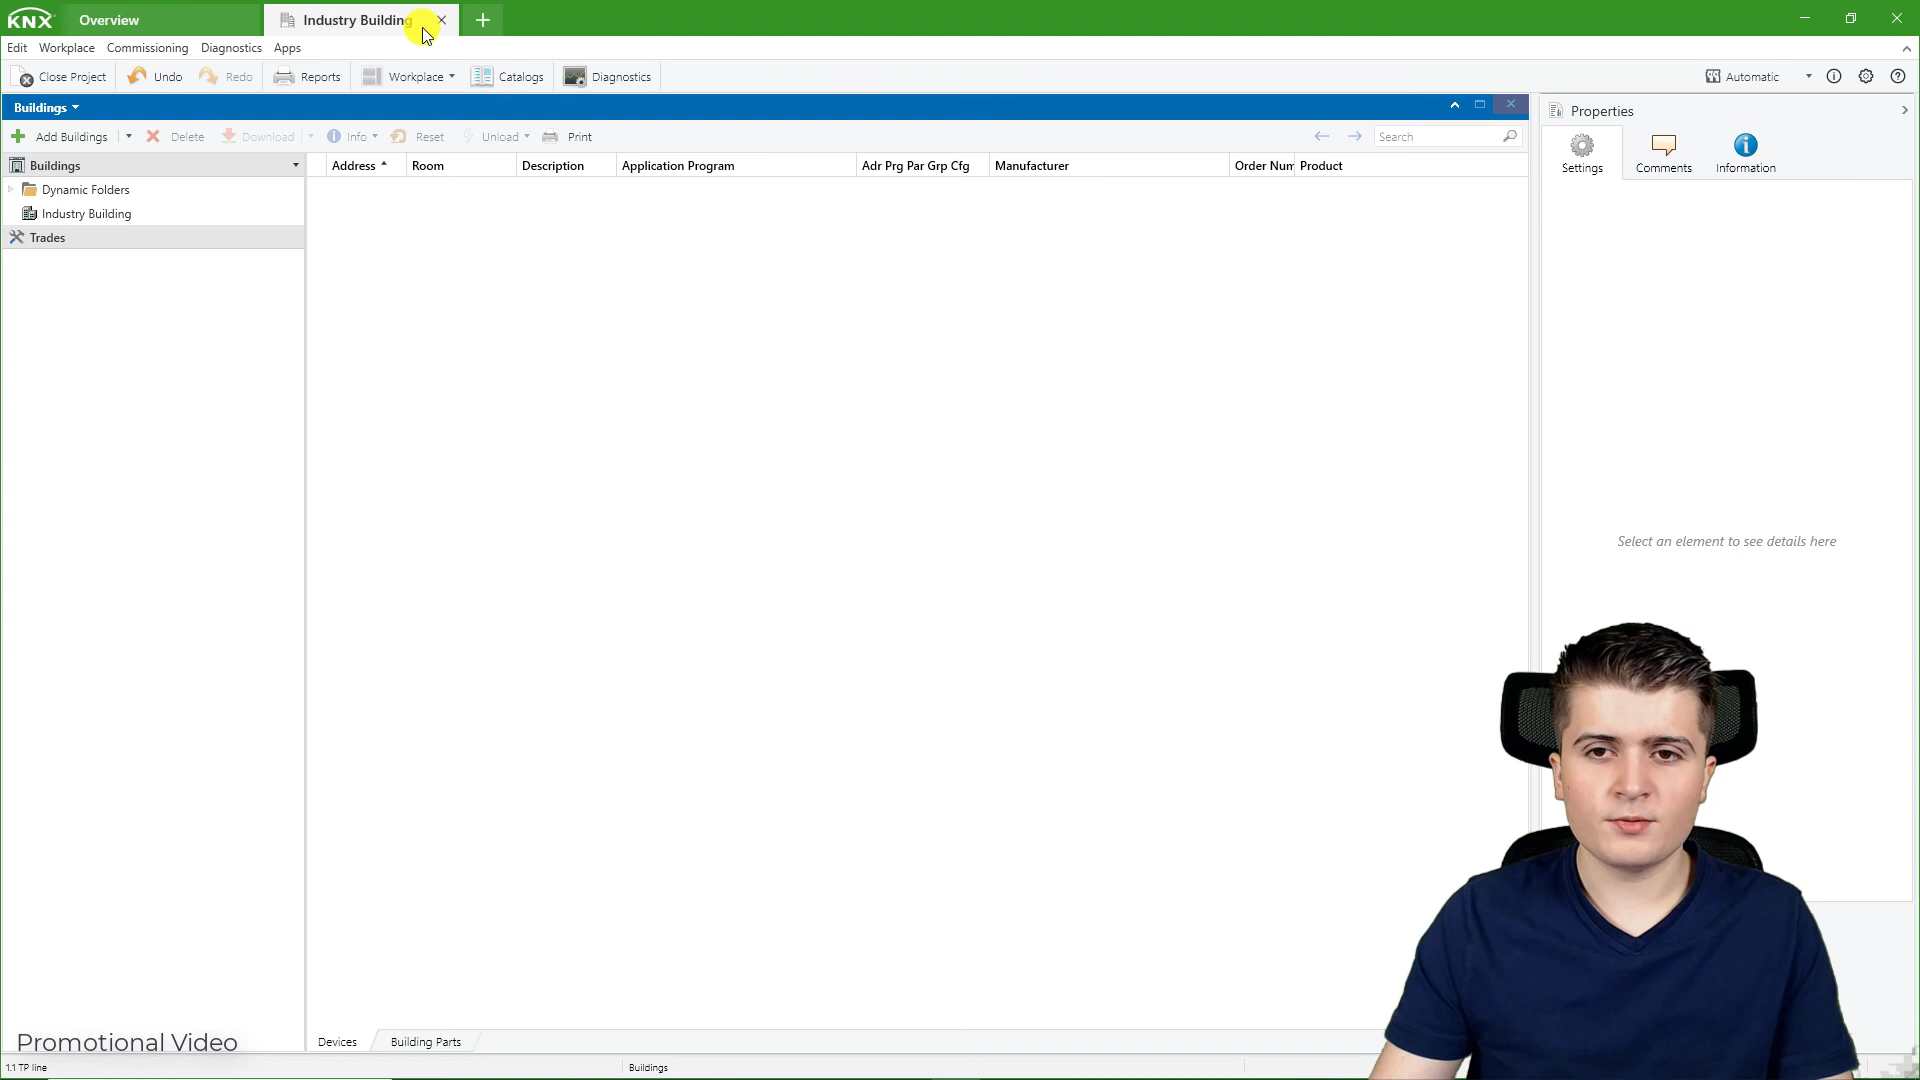 KNX Overview Industry Building
Edit Workplace Commissioning Diagnostics Apps
Close Project Undo Redo Reports Workplace Catalogs Diagnostics Automatic
Buildings
Properties
Add Buildings Delete Download Info Reset Unload Print Search
Settings Comments Information
Buildings Address Room Description Application Program Adr Prg Par Grp Cfg Manufacturer Order Num Product
Dynamic Folders
Industry Building
Trades
Select an element to see details here
Promotional Video
Devices Building Parts
1.1 TP line Buildings